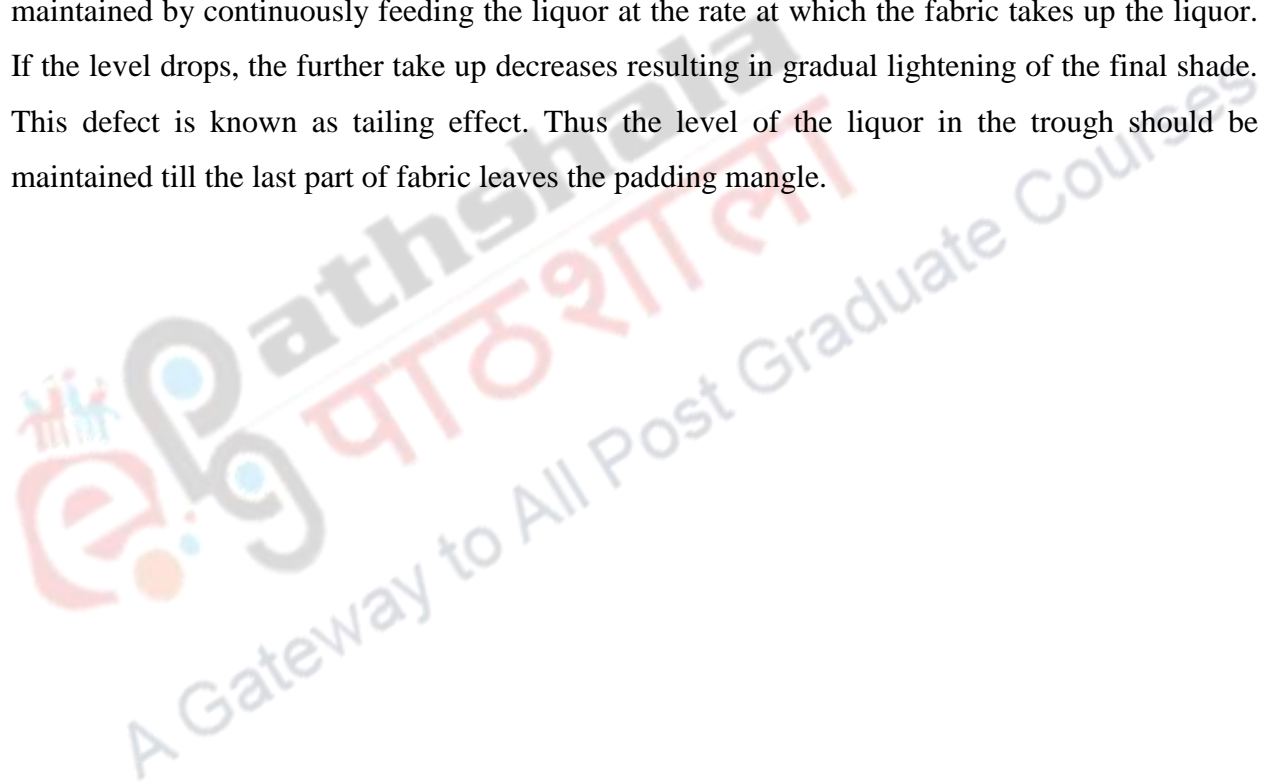 maintained by continuously feeding the liquor at the rate at which the fabric takes up the liquor.
If the level drops, the further take up decreases resulting in gradual lightening of the final shade.
This defect is known as tailing effect. Thus the level of the liquor in the trough should be
maintained till the last part of fabric leaves the padding mangle.
e
pg
athshala
पाठशाला
A Gateway to All Post Graduate Courses